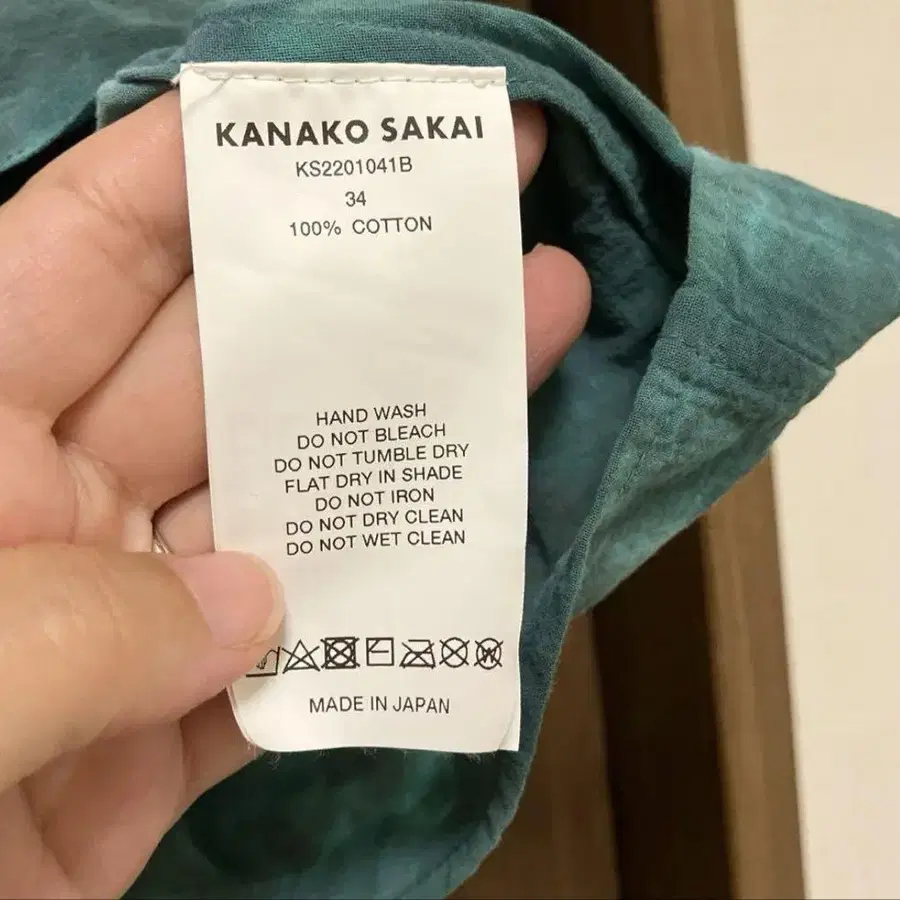 KANAKO SAKAI
KS2201041B
34
100% COTTON
HAND WASH
DO NOT BLEACH
DO NOT TUMBLE DRY
FLAT DRY IN SHADE
DO NOT IRON
DO NOT DRY CLEAN
DO NOT WET CLEAN
W
MADE IN JAPAN